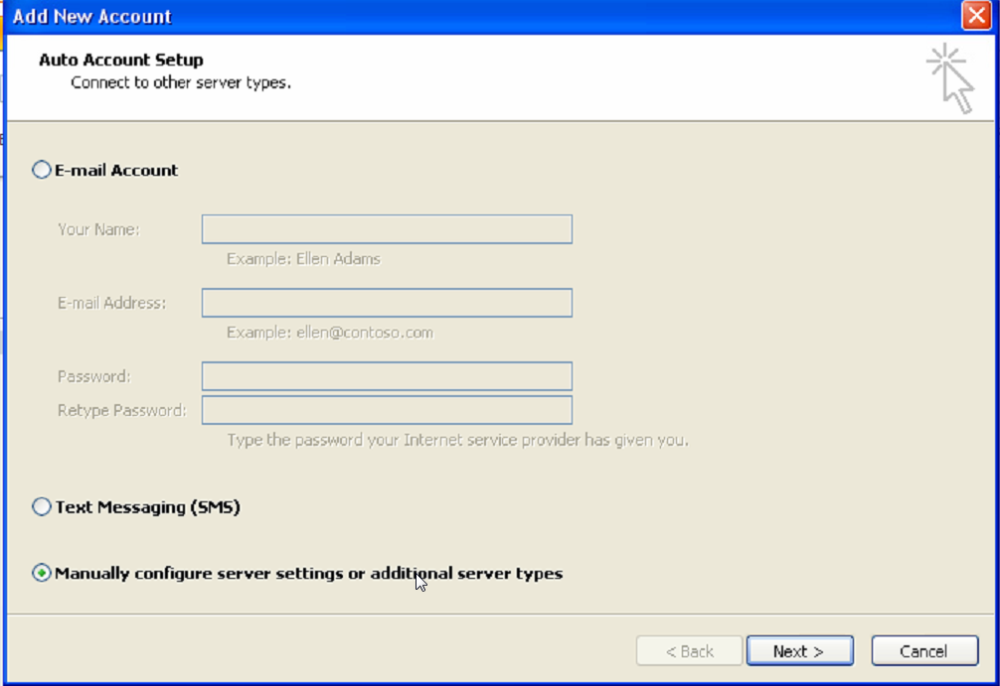 Add New Account
Auto Account Setup
Connect to other server types.
E-mail Account
Your Name:
Example: Ellen Adams
E-mail Address:
Example: ellen@contoso.com
Password:
Retype Password:
Type the password your Internet service provider has given you.
Text Messaging (SMS)
Manually configure server settings or additional server types
< Back Next > Cancel